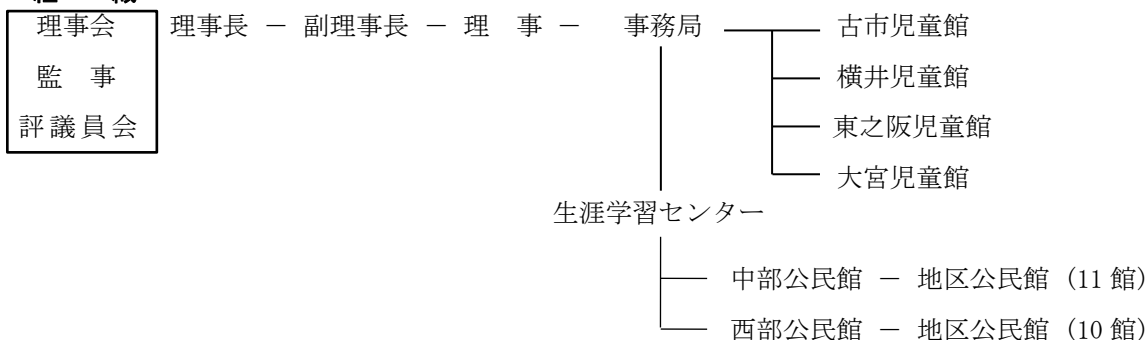 理事会 理事長 － 副理事長 － 理 事 － 事務局 古市児童館
監 事 横井児童館
評議員会 東之阪児童館
大宮児童館
生涯学習センター
中部公民館 － 地区公民館（11 館）
西部公民館 － 地区公民館（10 館）